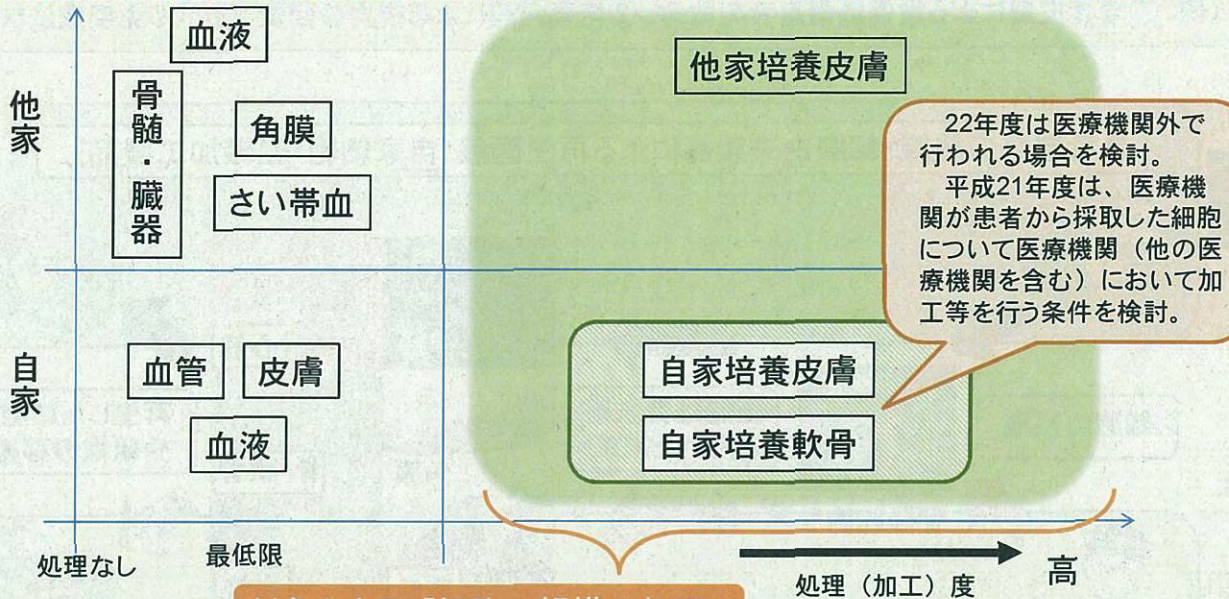 血液
他家培養皮膚
他家
骨髄・臓器
角膜
さい帯血
22年度は医療機関外で
行われる場合を検討。
平成21年度は、医療機
関が患者から採取した細胞
について医療機関（他の医
療機関を含む）において加
工等を行う条件を検討。
自家
血管
皮膚
血液
自家培養皮膚
自家培養軟骨
処理なし
最低限
処理（加工）度
高